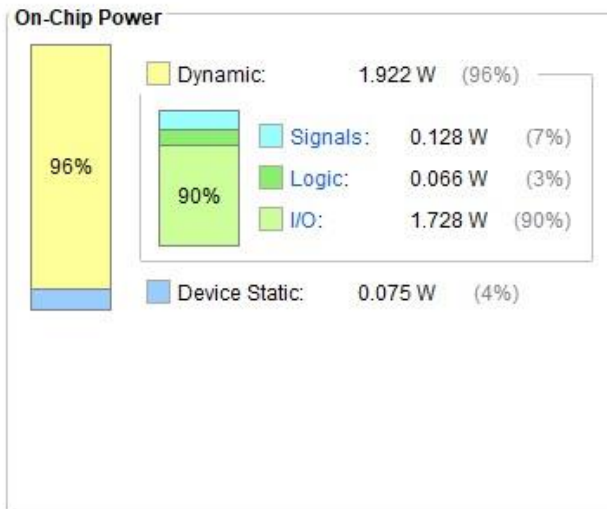 On-Chip Power
Dynamic: 1.922 W (96%)
96%
Signals: 0.128 W (7%)
Logic: 0.066 W (3%)
90%
I/O: 1.728 W (90%)
Device Static: 0.075 W (4%)